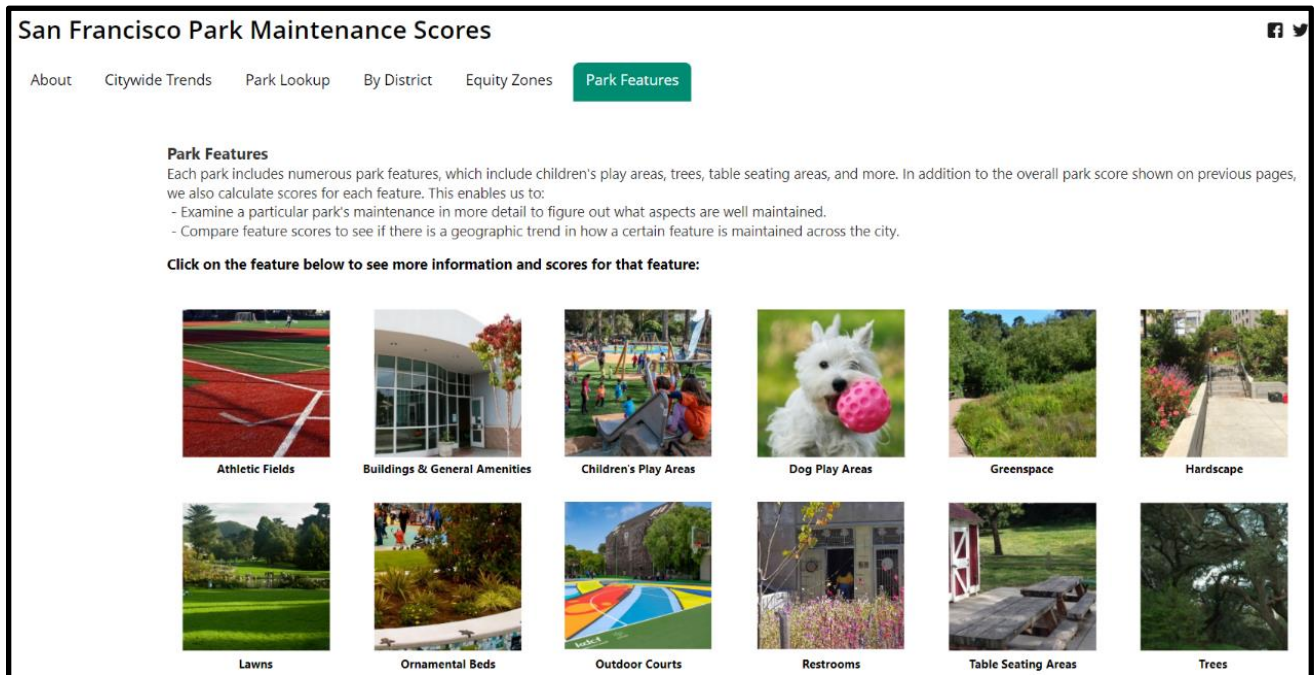 San Francisco Park Maintenance Scores
About Citywide Trends Park Lookup By District Equity Zones Park Features
Park Features
Each park includes numerous park features, which include children's play areas, trees, table seating areas, and more. In addition to the overall park score shown on previous pages,
we also calculate scores for each feature. This enables us to:
- Examine a particular park's maintenance in more detail to figure out what aspects are well maintained.
- Compare feature scores to see if there is a geographic trend in how a certain feature is maintained across the city.
Click on the feature below to see more information and scores for that feature:
Athletic Fields Buildings & General Amenities Children's Play Areas Dog Play Areas Greenspace Hardscape
Lawns Ornamental Beds Outdoor Courts Restrooms Table Seating Areas Trees